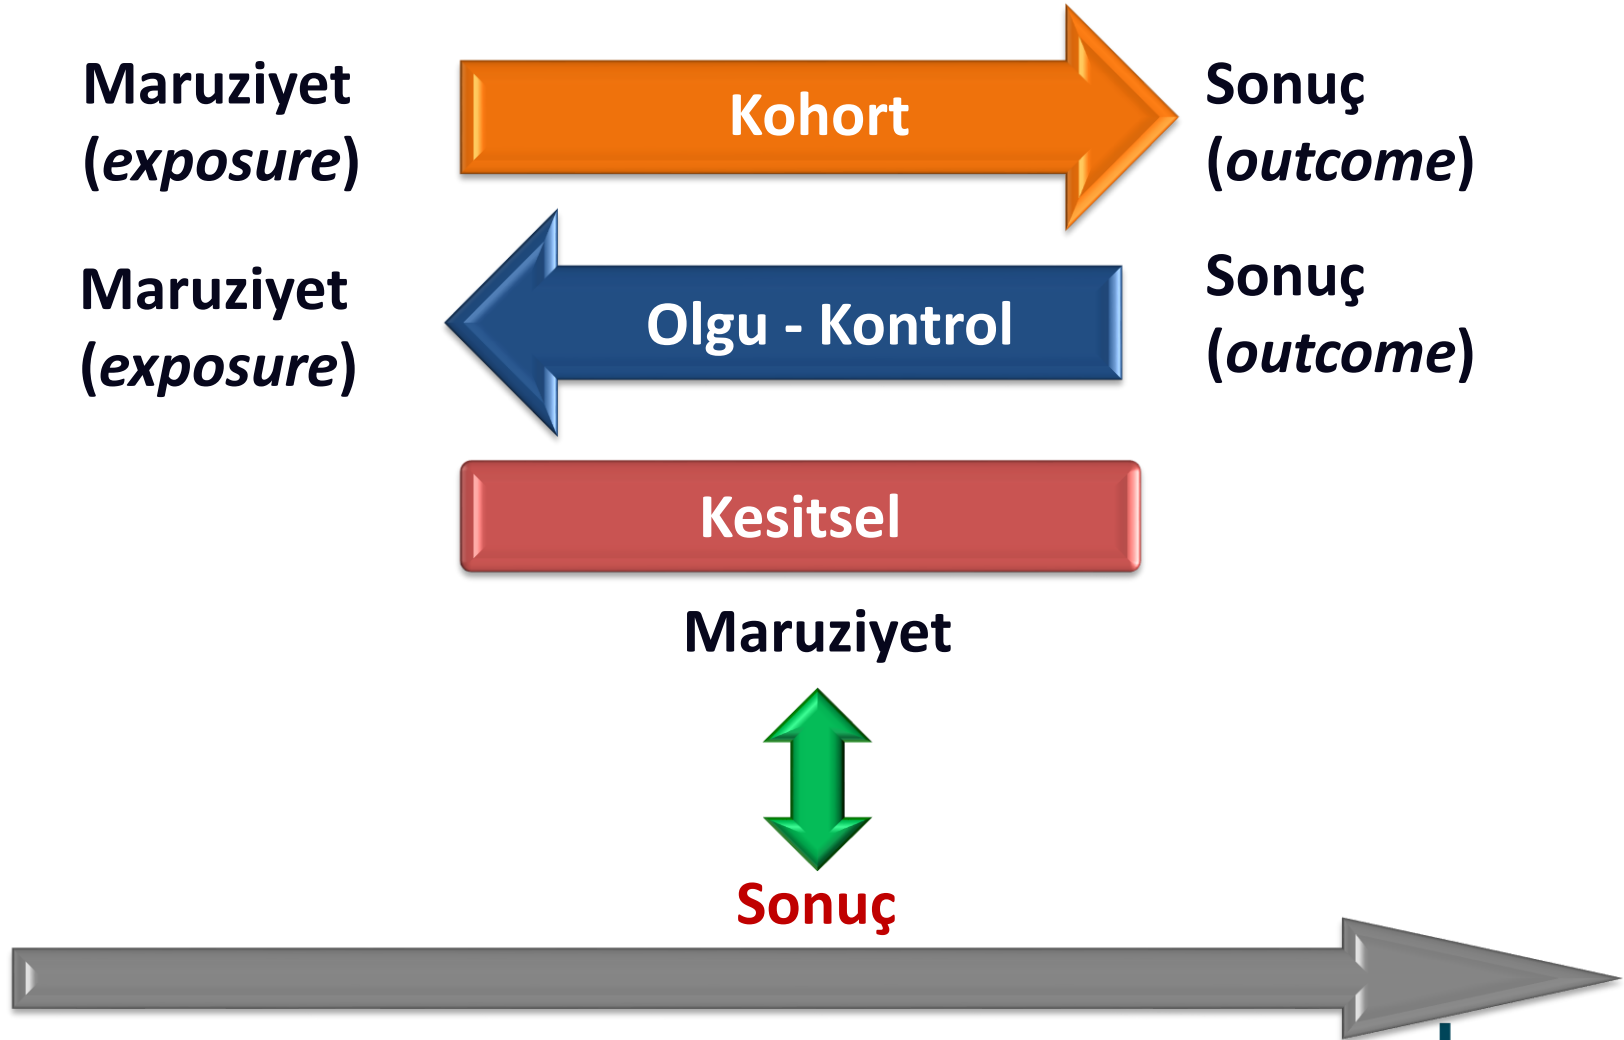 Maruziyet
(exposure)
Kohort
Sonuç
(outcome)
Maruziyet
(exposure)
Olgu - Kontrol
Sonuç
(outcome)
Kesitsel
Maruziyet
Sonuç